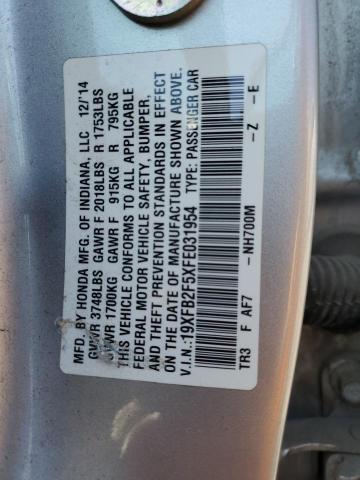 MFD. BY HONDA MFG. OF INDIANA, LLC 12/'14
GVWR 3748LBS GAWR F 2018LBS R 1753LBS
GVWR 1700KG GAWR F 915KG R 795KG
THIS VEHICLE CONFORMS TO ALL APPLICABLE
FEDERAL MOTOR VEHICLE SAFETY, BUMPER,
AND THEFT PREVENTION STANDARDS IN EFFECT
ON THE DATE OF MANUFACTURE SHOWN ABOVE.
V.I.N.:19XFB2F5XFE031954 TYPE: PASSENGER CAR
TR3 F AF7 -NH700M -Z -E